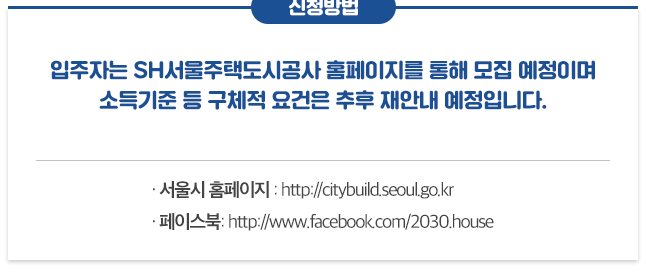 신청방법
입주자는 SH서울주택도시공사 홈페이지를 통해 모집 예정이며
소득기준 등 구체적 요건은 추후 재안내 예정입니다.
· 서울시 홈페이지 : http://citybuild.seoul.go.kr
· 페이스북: http://www.facebook.com/2030.house